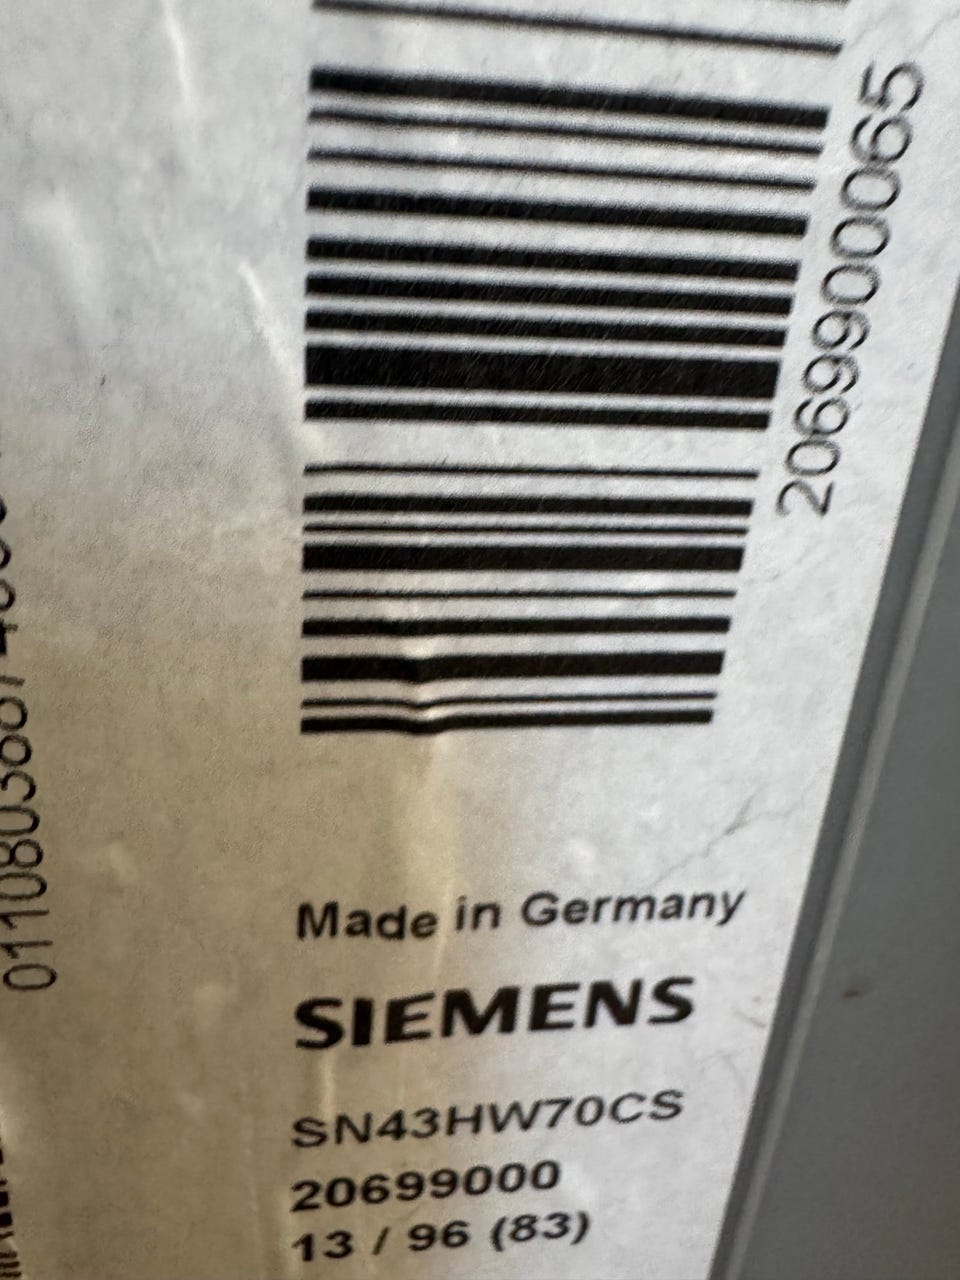 2069900065
Made in Germany
SIEMENS
SN43HW70CS
20699000
13 / 96 (83)